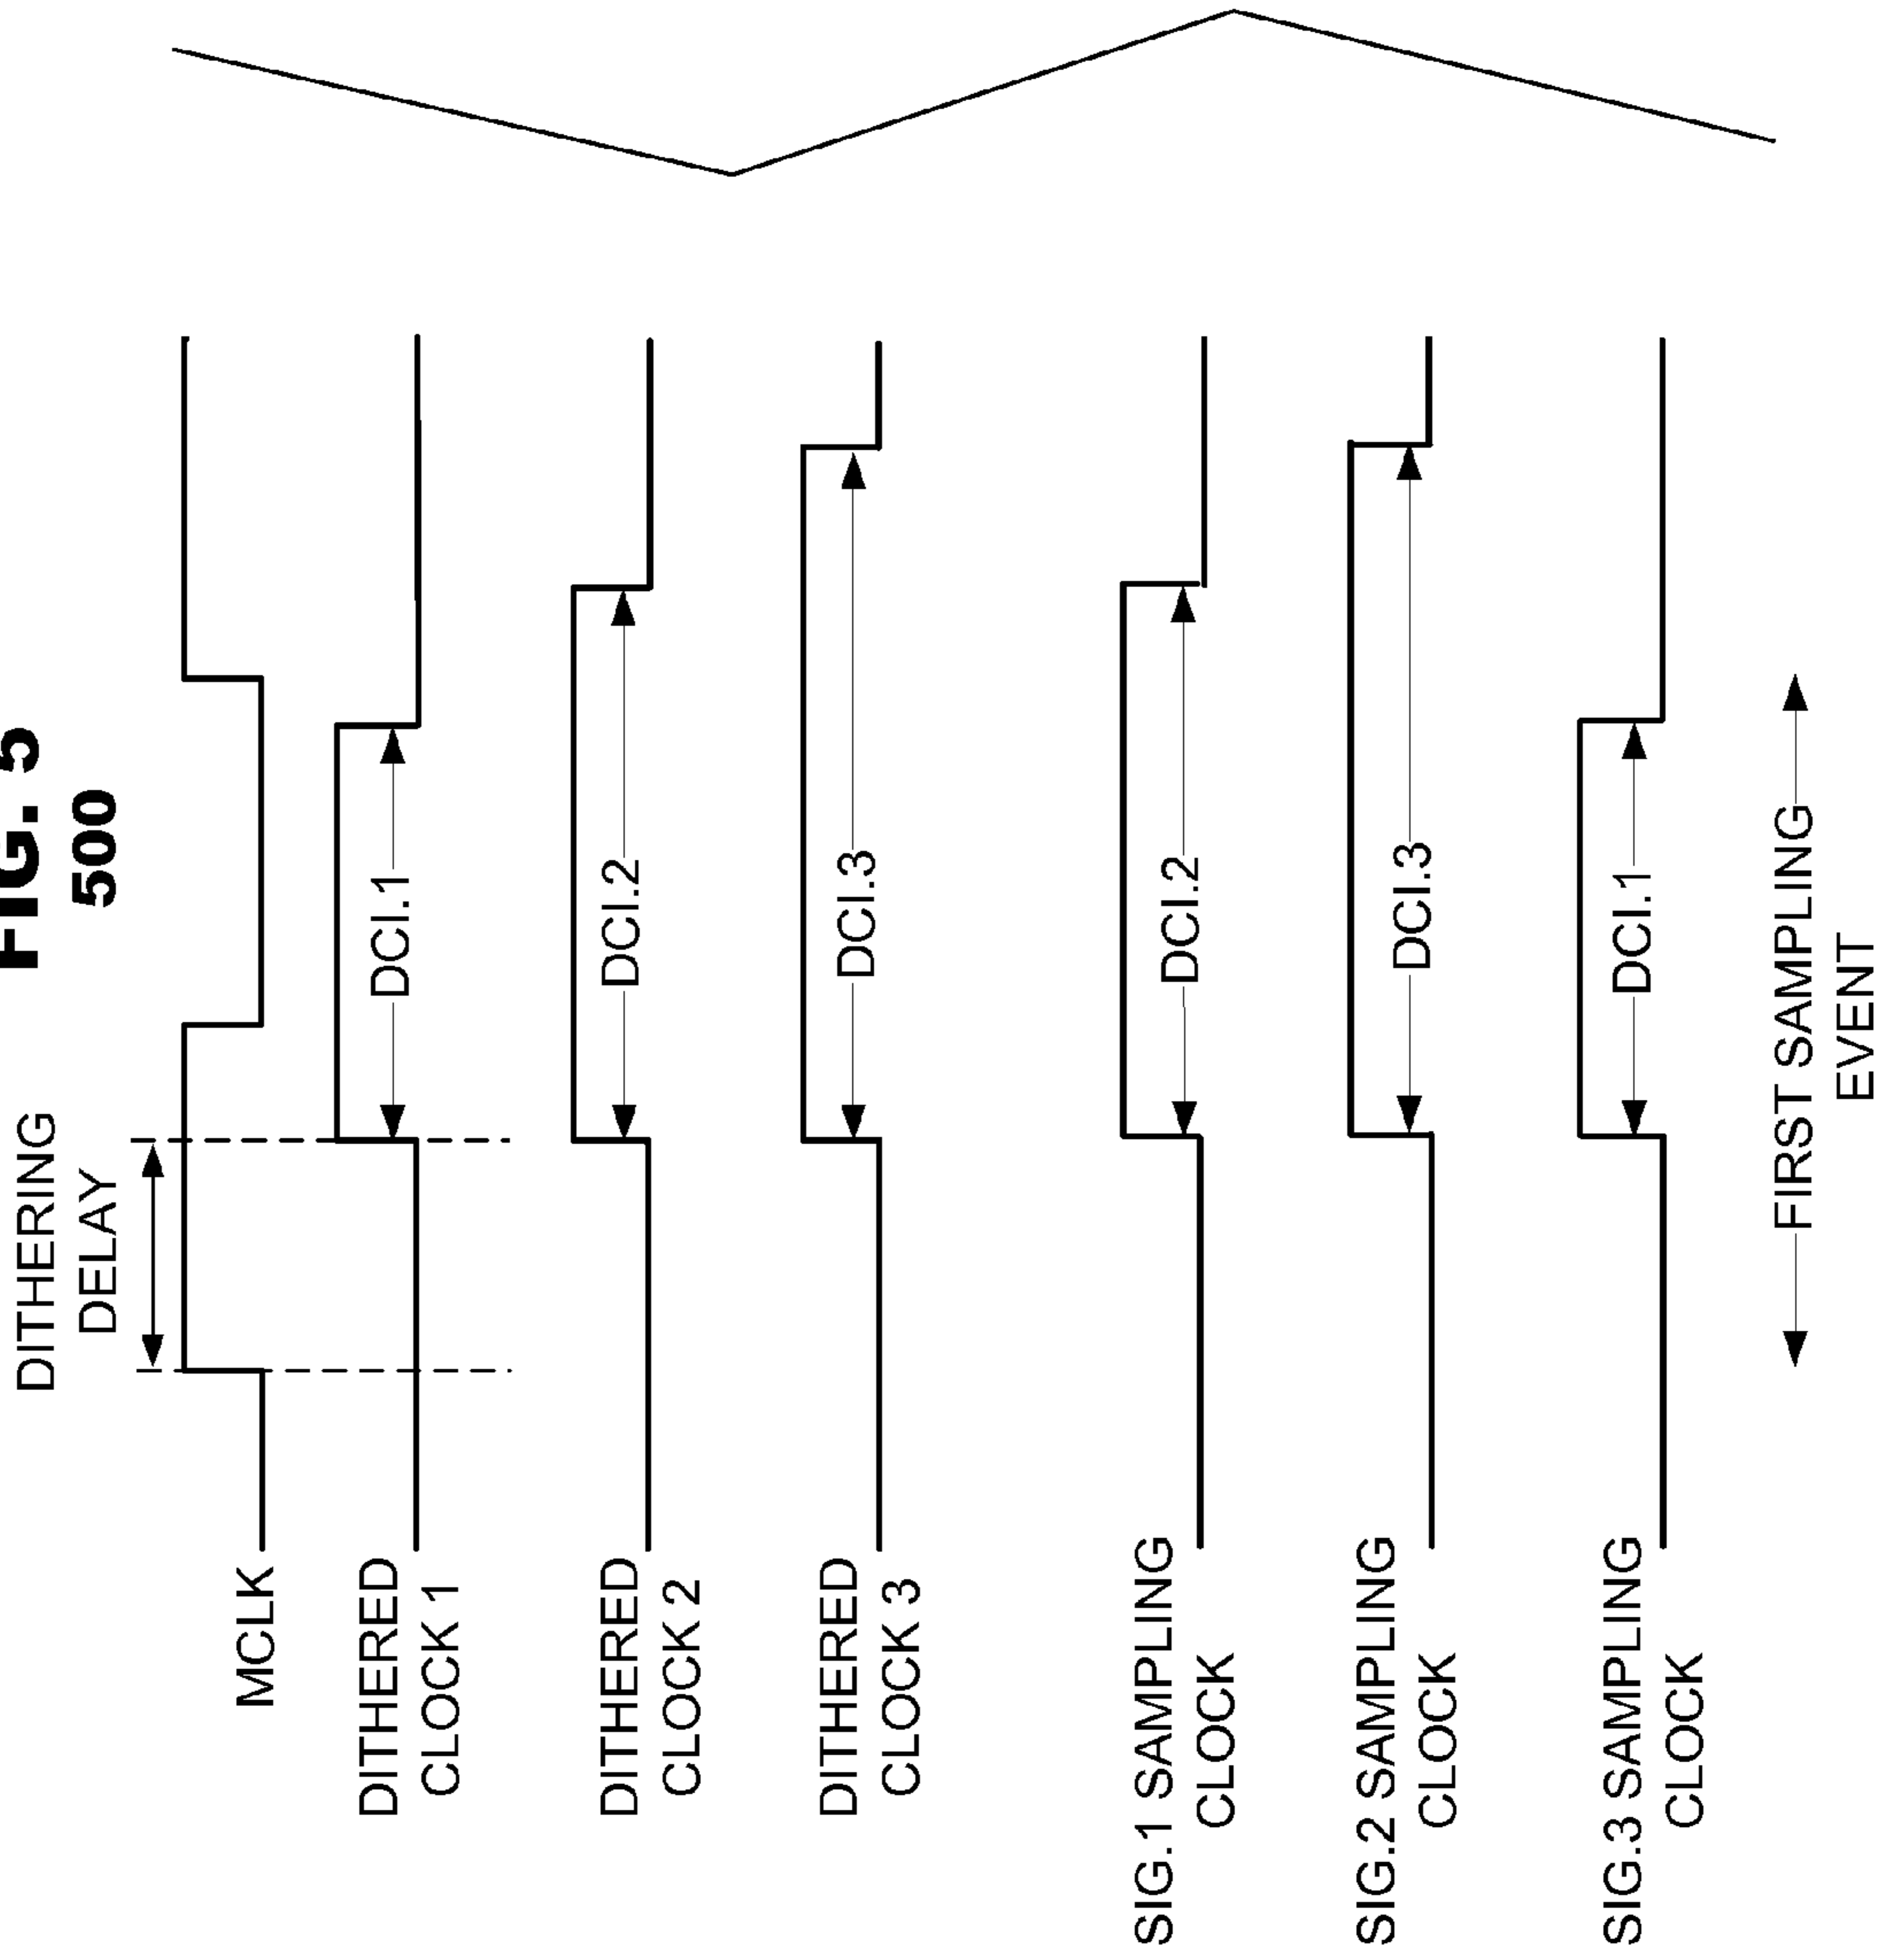 FIG. 5
500
DITHERING
DELAY
MCLK
DITHERED
CLOCK 1
DCI.1
DITHERED
CLOCK 2
DCI.2
DITHERED
CLOCK 3
DCI.3
SIG.1 SAMPLING
CLOCK
DCI.2
SIG.2 SAMPLING
CLOCK
DCI.3
SIG.3 SAMPLING
CLOCK
DCI.1
FIRST SAMPLING
EVENT